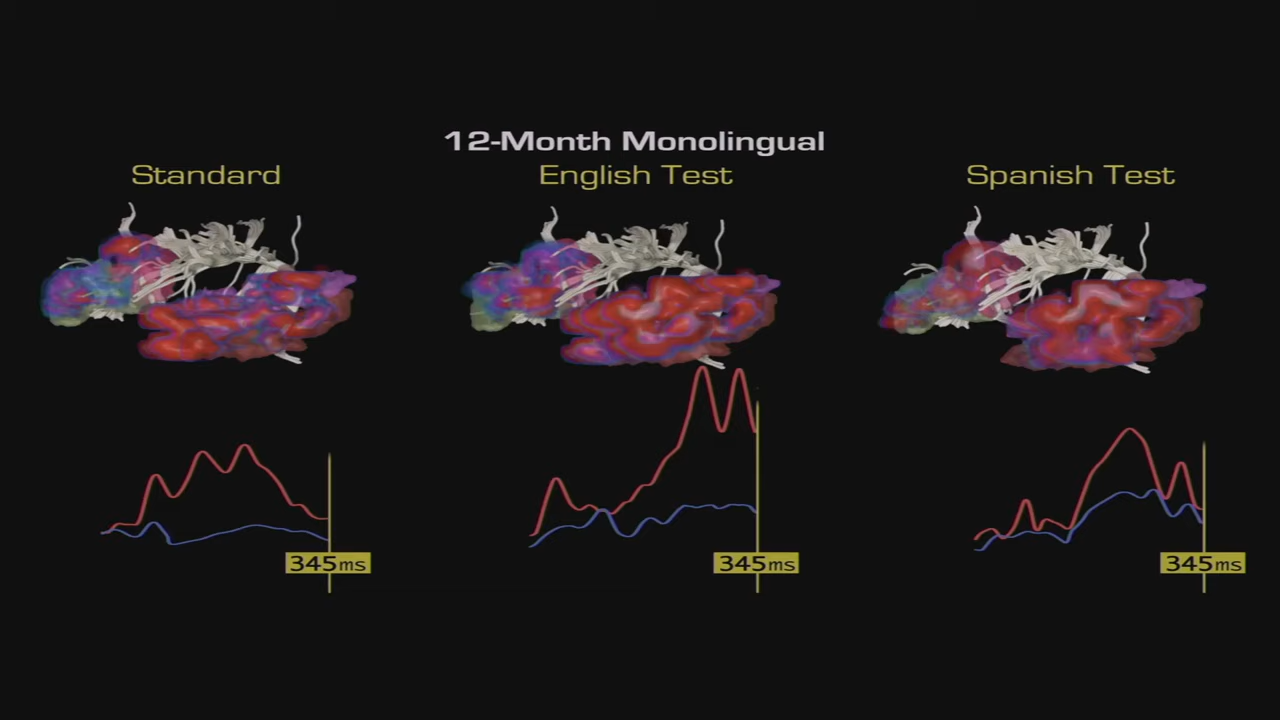 12-Month Monolingual
Standard
English Test
Spanish Test
345ms
345ms
345ms